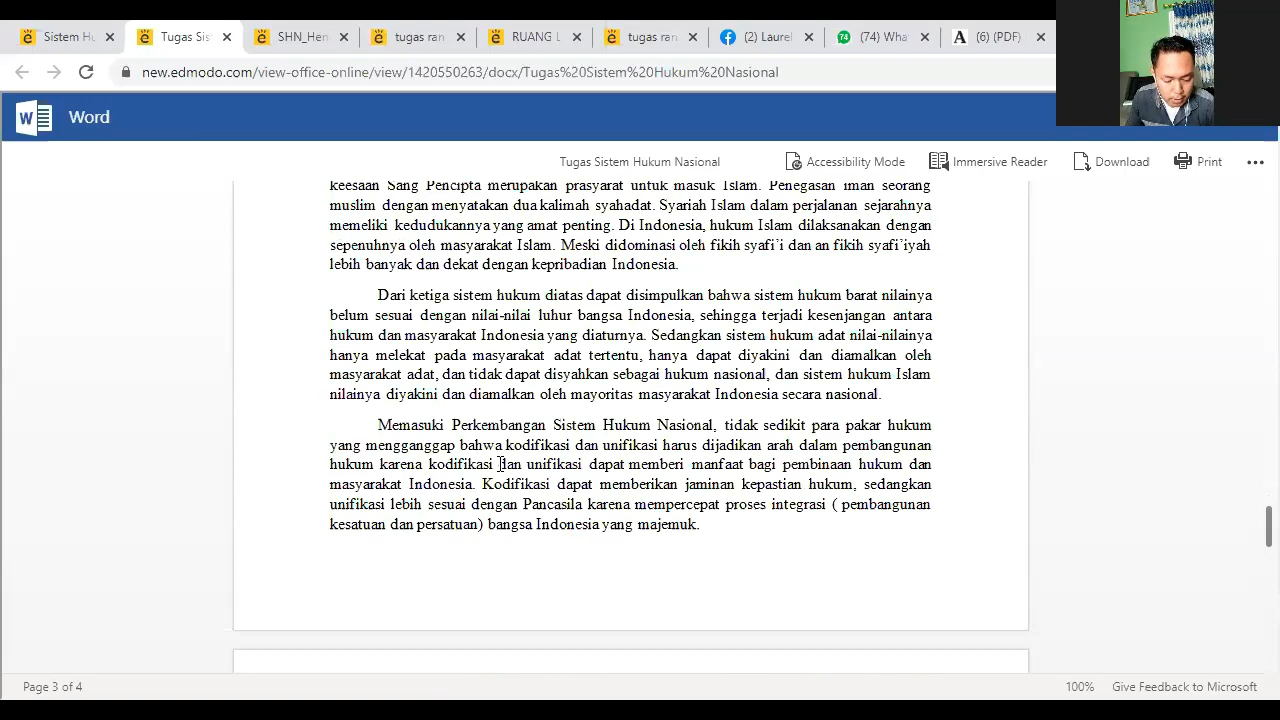 Sistem Hu
Tugas Sis
SHN_Hen
tugas ran
RUANG L
tugas ran
(2) Laurel
(74) Wha
(6) (PDF)
new.edmodo.com/view-office-online/view/1420550263/doc/Tugas%20Sistem%20Hukum%20Nasional
Word
Tugas Sistem Hukum Nasional
Accessibility Mode
Immersive Reader
Download
Print
keesaan Sang Pencipta merupakan prasyarat untuk masuk Islam. Penegasan iman seorang
muslim dengan menyatakan dua kalimah syahadat. Syariah Islam dalam perjalanan sejarahnya
memeliki kedudukannya yang amat penting. Di Indonesia, hukum Islam dilaksanakan dengan
sepenuhnya oleh masyarakat Islam. Meski didominasi oleh fikih syafi’i dan an fikih syafi’iyah
lebih banyak dan dekat dengan kepribadian Indonesia.
Dari ketiga sistem hukum diatas dapat disimpulkan bahwa sistem hukum barat nilainya
belum sesuai dengan nilai-nilai luhur bangsa Indonesia, sehingga terjadi kesenjangan antara
hukum dan masyarakat Indonesia yang diaturnya. Sedangkan sistem hukum adat nilai-nilainya
hanya melekat pada masyarakat adat tertentu, hanya dapat diyakini dan diamalkan oleh
masyarakat adat, dan tidak dapat disyahkan sebagai hukum nasional, dan sistem hukum Islam
nilainya diyakini dan diamalkan oleh mayoritas masyarakat Indonesia secara nasional.
Memasuki Perkembangan Sistem Hukum Nasional, tidak sedikit para pakar hukum
yang mengganggap bahwa kodifikasi dan unifikasi harus dijadikan arah dalam pembangunan
hukum karena kodifikasi dan unifikasi dapat memberi manfaat bagi pembinaan hukum dan
masyarakat Indonesia. Kodifikasi dapat memberikan jaminan kepastian hukum, sedangkan
unifikasi lebih sesuai dengan Pancasila karena mempercepat proses integrasi ( pembangunan
kesatuan dan persatuan) bangsa Indonesia yang majemuk.
Page 3 of 4
100%
Give Feedback to Microsoft